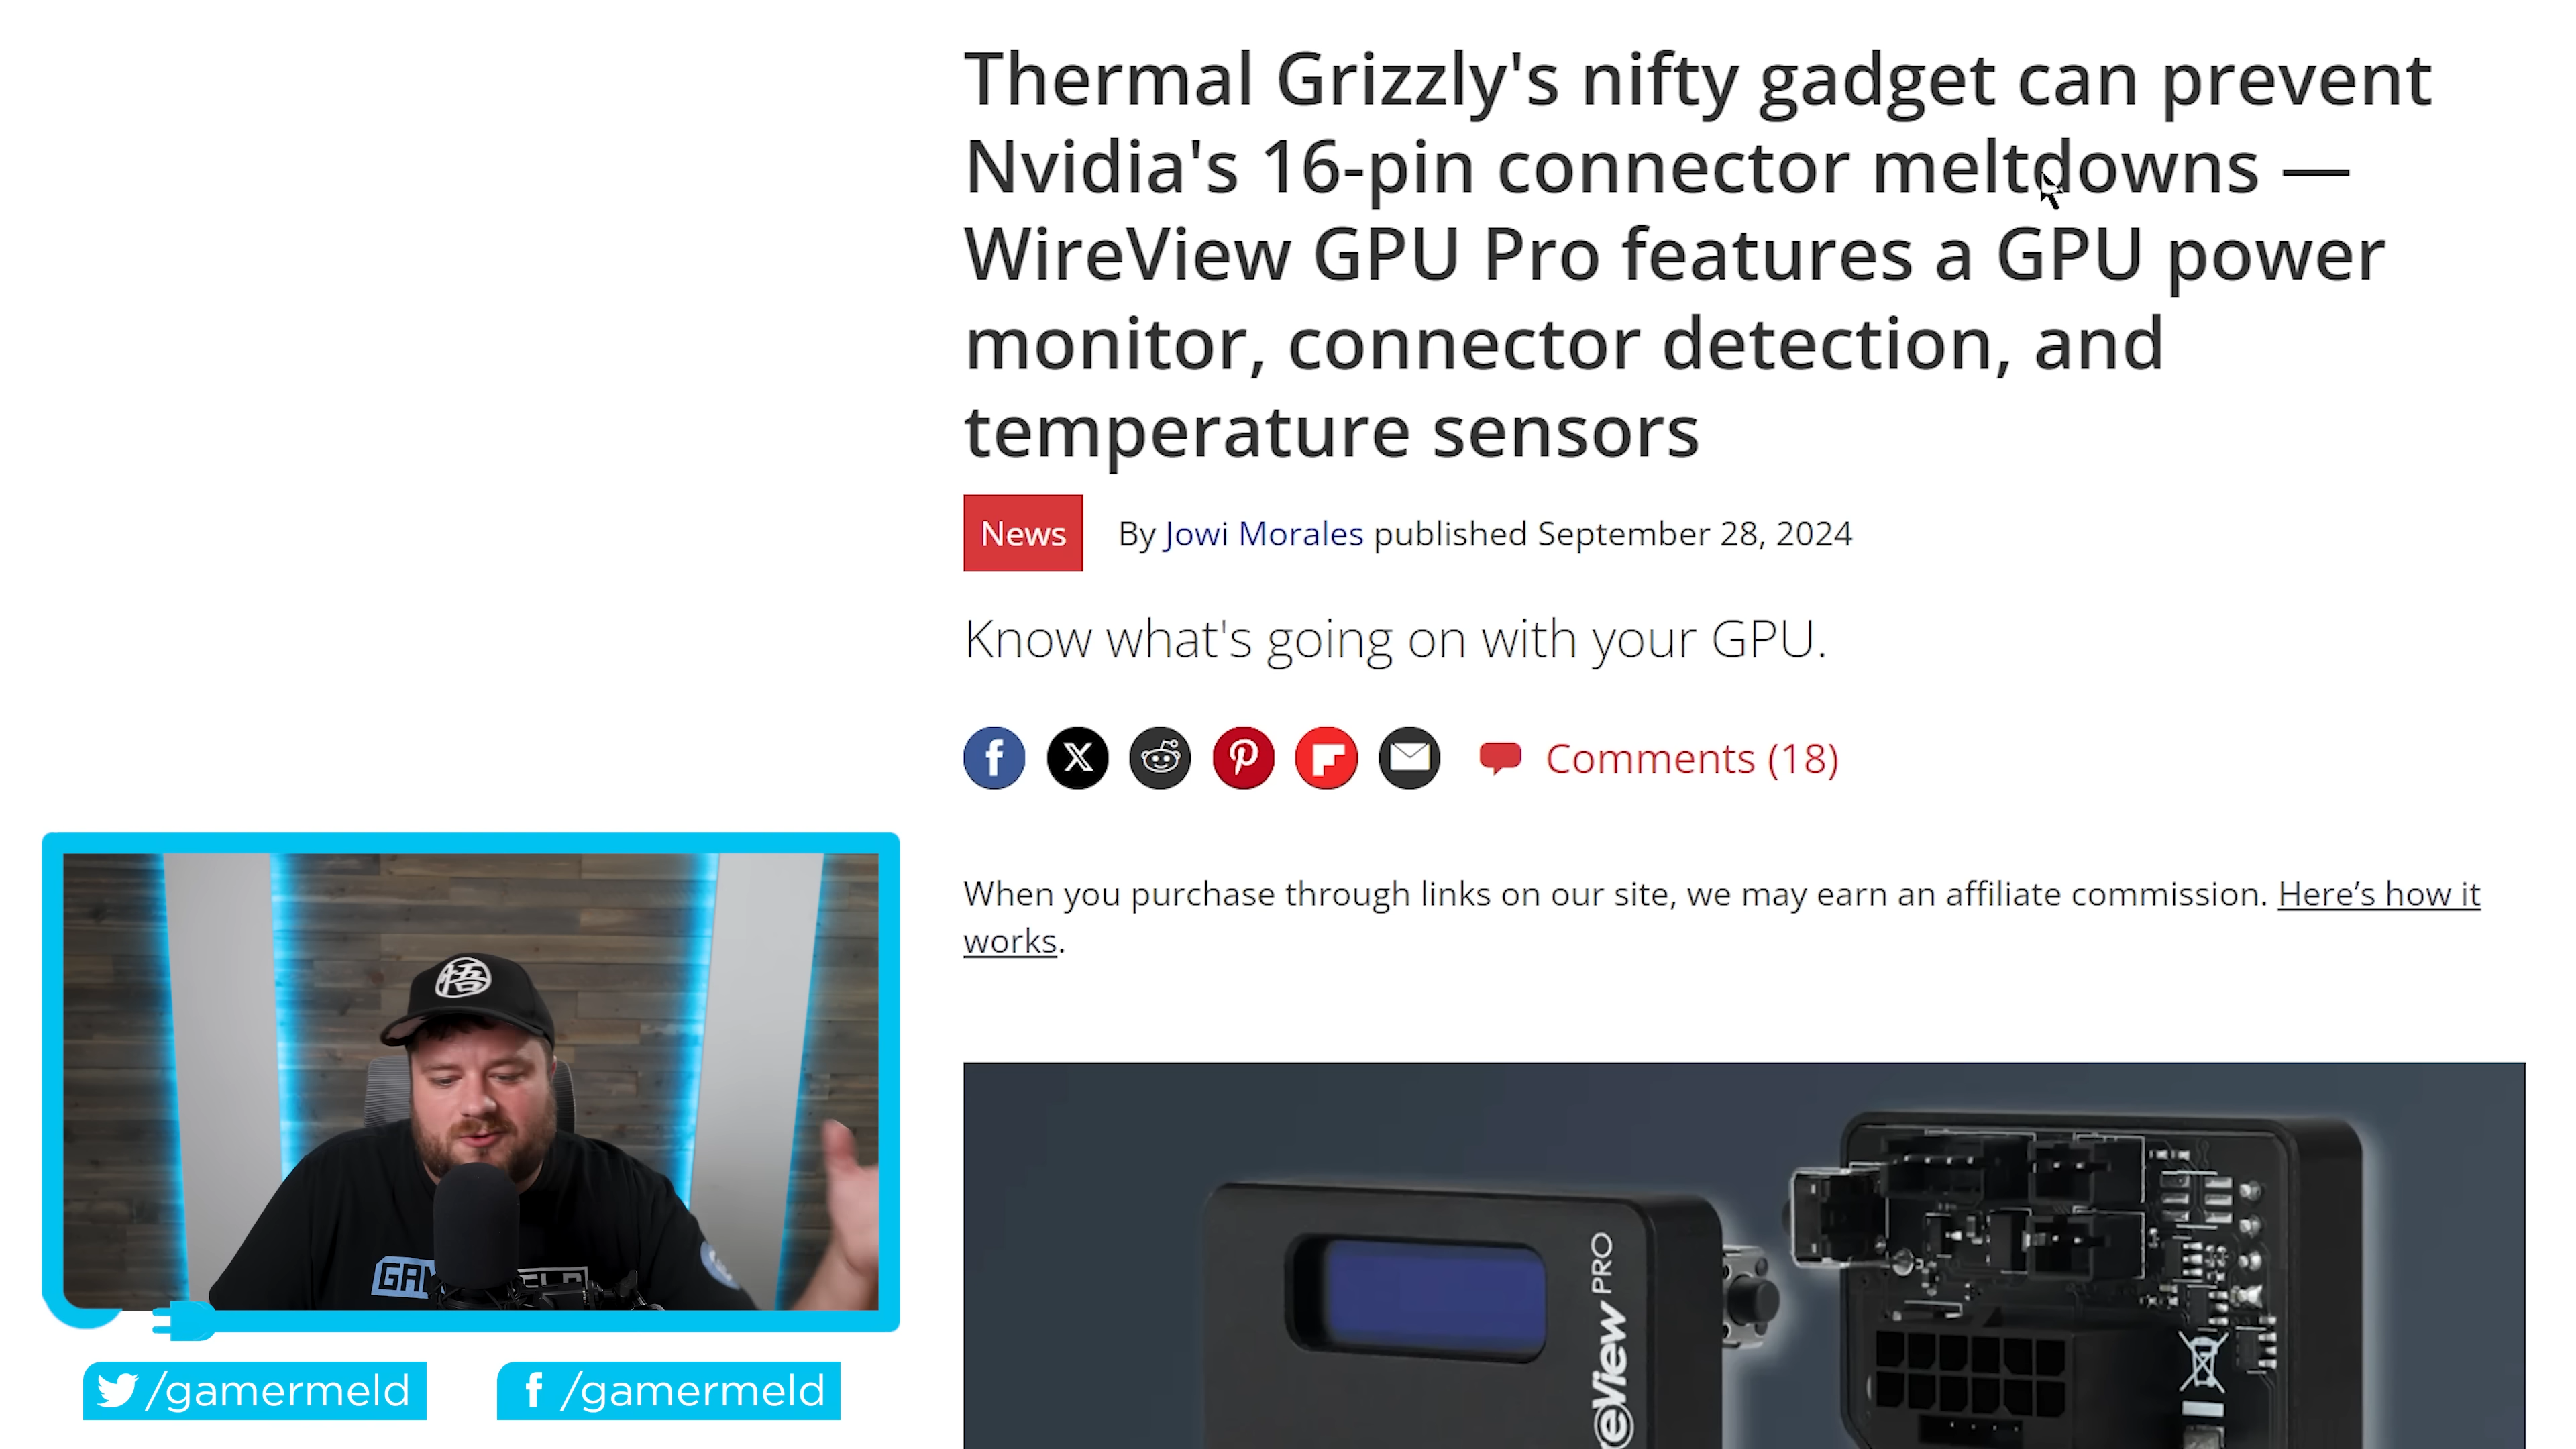 Thermal Grizzly's nifty gadget can prevent
Nvidia's 16-pin connector meltdowns —
WireView GPU Pro features a GPU power
monitor, connector detection, and
temperature sensors
News
By Jowi Morales published September 28, 2024
Know what's going on with your GPU.
Comments (18)
When you purchase through links on our site, we may earn an affiliate commission. Here’s how it
works.
悟
/gamermeld
/gamermeld
eView PRO